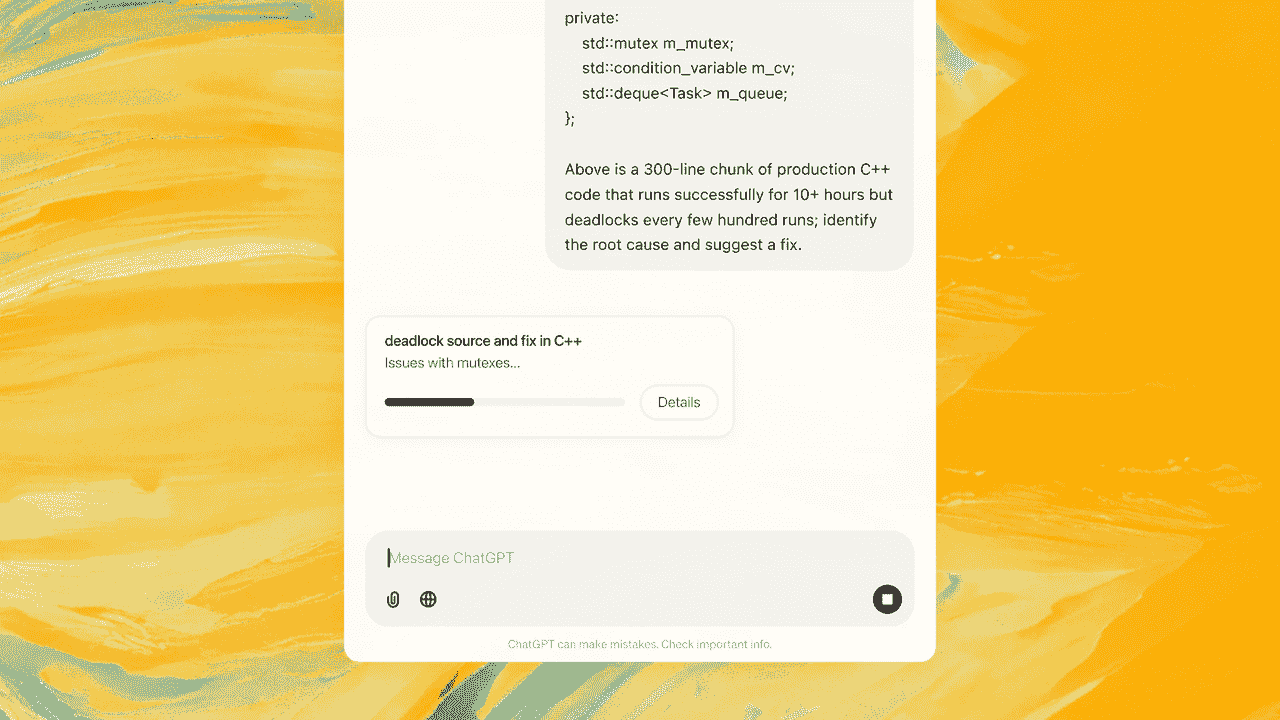 private:
std::mutex m_mutex;
std::condition_variable m_cv;
std::deque<Task> m_queue;
};
Above is a 300-line chunk of production C++
code that runs successfully for 10+ hours but
deadlocks every few hundred runs; identify
the root cause and suggest a fix.
deadlock source and fix in C++
Issues with mutexes...
Details
Message ChatGPT
ChatGPT can make mistakes. Check important info.